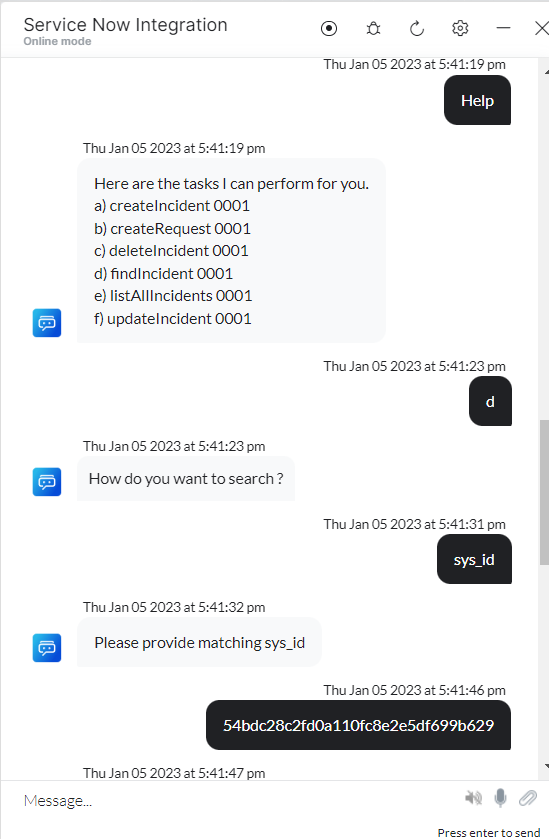 Service Now Integration
Online mode
Thu Jan 05 2023 at 5:41:19 pm
Help
Thu Jan 05 2023 at 5:41:19 pm
Here are the tasks I can perform for you.
a) createIncident 0001
b) createRequest 0001
c) deleteIncident 0001
d) findIncident 0001
e) listAllIncidents 0001
f) updateIncident 0001
Thu Jan 05 2023 at 5:41:23 pm
d
Thu Jan 05 2023 at 5:41:23 pm
How do you want to search ?
Thu Jan 05 2023 at 5:41:31 pm
sys_id
Thu Jan 05 2023 at 5:41:32 pm
Please provide matching sys_id
Thu Jan 05 2023 at 5:41:46 pm
54bdc28c2fd0a110fc8e2e5df699b629
Thu Jan 05 2023 at 5:41:47 pm
Message...
Press enter to send